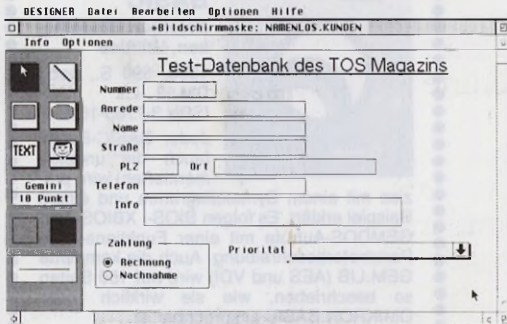 DESIGNER Datei Bearbeiten Optionen Hilfe
*Bildschirmmaske: NAMENLOS.KUNDEN
Info Optionen
Test-Datenbank des TOS Magazins
Nummer
Anrede
Name
Straße
PLZ Ort
Telefon
Info
TEXT
Gemini
18 Punkt
Zahlung
Rechnung
Nachnahme
Priorität